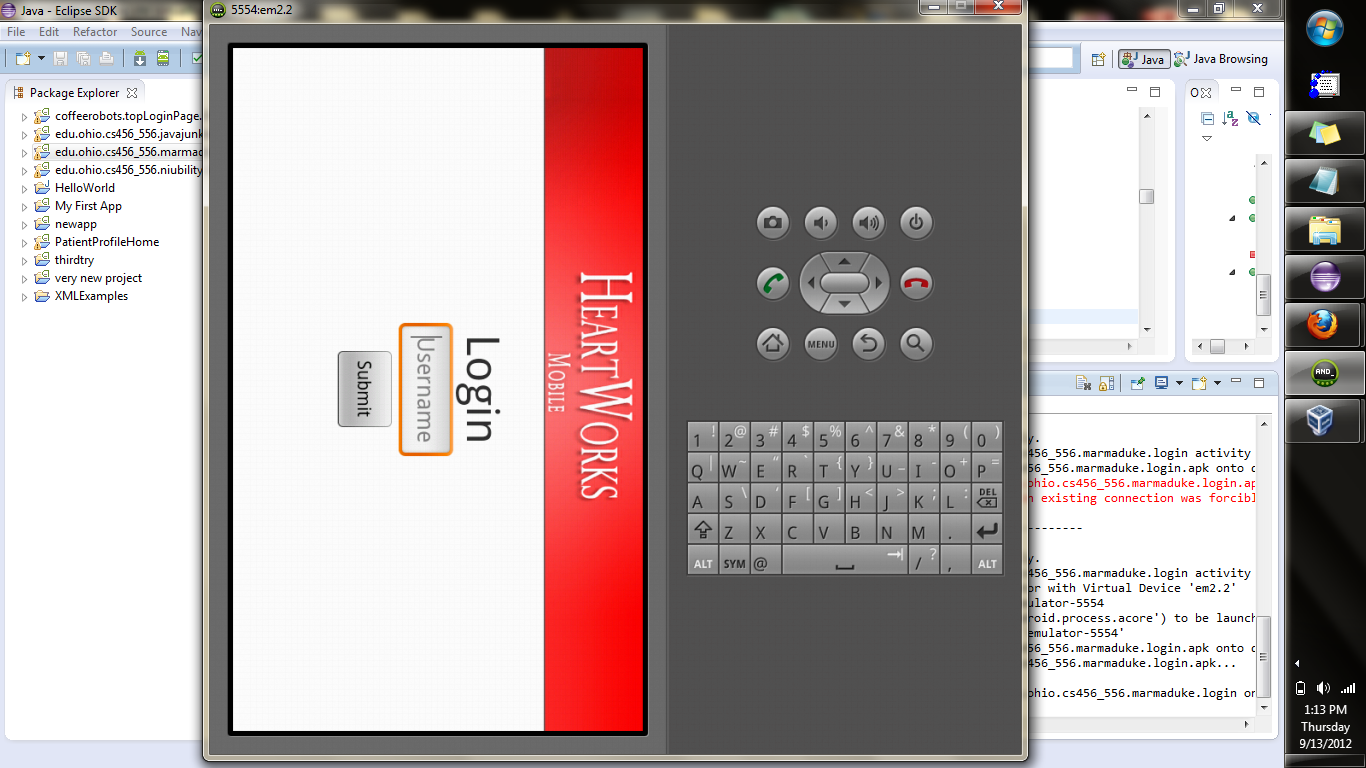 Java - Eclipse SDK
5554:em2.2
File Edit Refactor Source Nav
Java
Java Browsing
Package Explorer
coffeerobots.topLoginPage.
edu.ohio.cs456_556.javajunk
edu.ohio.cs456_556.marmad
edu.ohio.cs456_556.niubility
HelloWorld
My First App
newapp
PatientProfileHome
thirdtry
very new project
XMLExamples
HEARTWORKS
MOBILE
Login
Username
Submit
MENU
1 ! 2 @ 3 # 4 $ 5 % 6 ^ 7 & 8 * 9 ( 0 )
Q | W ~ E “ R ` T { Y } U _ I - O + P =
A S \ D ‘ F [ G ] H < J > K ; L : DEL
Z X C V B N M .
ALT SYM @ / ? , ALT
O
y.
456_556.marmaduke.login activity
56_556.marmaduke.login.apk onto d
ohio.cs456_556.marmaduke.login.ap
n existing connection was forcibl
--------
y.
456_556.marmaduke.login activity
or with Virtual Device 'em2.2'
ulator-5554
roid.process.acore') to be launch
emulator-5554'
56_556.marmaduke.login.apk onto d
56_556.marmaduke.login.apk...
ohio.cs456_556.marmaduke.login on
AND_
1:13 PM
Thursday
9/13/2012